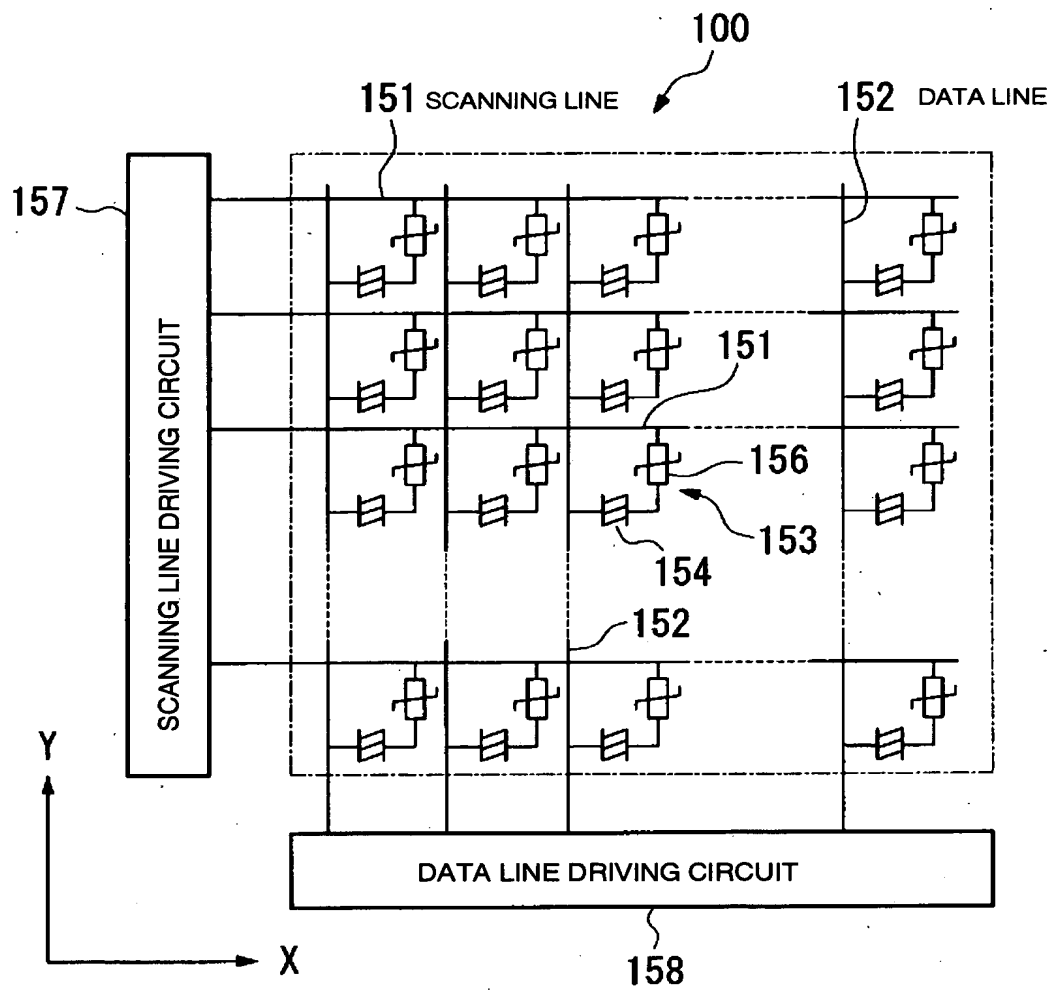 100
151 SCANNING LINE
152 DATA LINE
157
SCANNING LINE DRIVING CIRCUIT
151
156
153
154
152
Y
X
DATA LINE DRIVING CIRCUIT
158